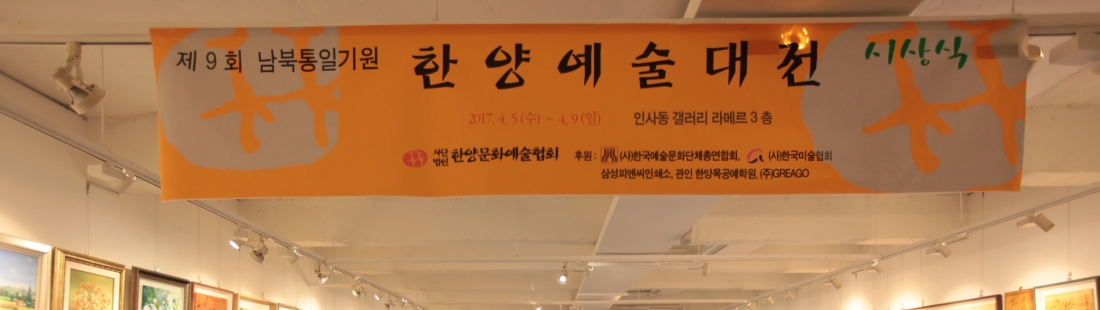 제 9 회 남북통일기원 한양예술대전 시상식
2017. 4. 5 (수) ~ 4. 9 (일) 인사동 갤러리 라메르 3 층
사단법인 한양문화예술협회 후원 : (사)한국예술문화단체총연합회, (사)한국미술협회
삼성피엔씨인쇄소, 관인 한양목공예학원, (주)GREAGO